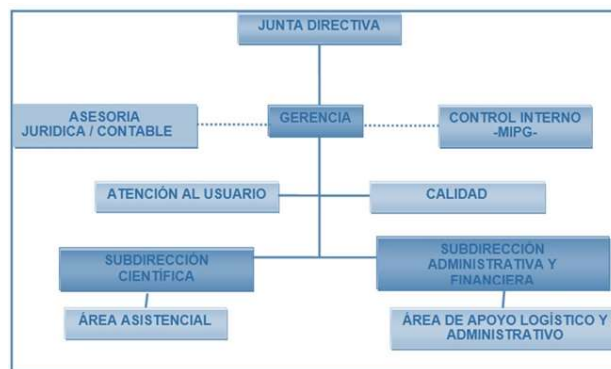 JUNTA DIRECTIVA
ASESORIA
JURIDICA / CONTABLE
GERENCIA
CONTROL INTERNO
-MIPG-
ATENCIÓN AL USUARIO
CALIDAD
SUBDIRECCIÓN
CIENTÍFICA
SUBDIRECCIÓN
ADMINISTRATIVA Y
FINANCIERA
ÁREA ASISTENCIAL
ÁREA DE APOYO LOGÍSTICO Y
ADMINISTRATIVO